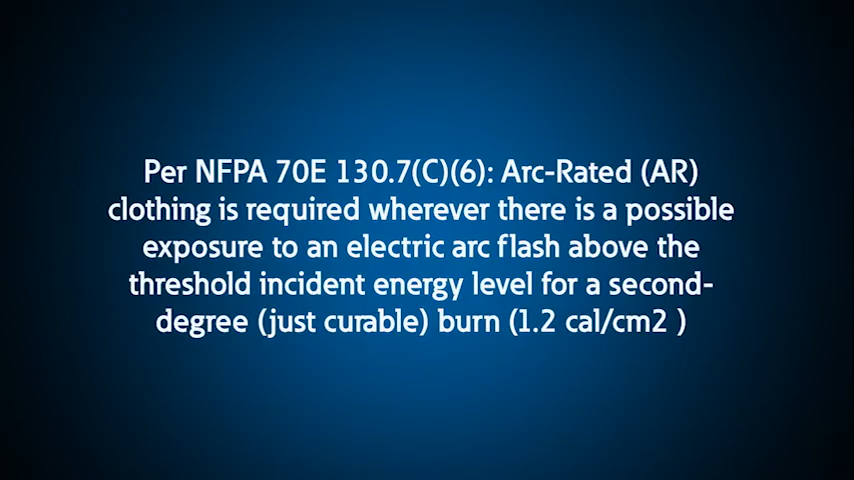 Per NFPA 70E 130.7(C)(6): Arc-Rated (AR)
clothing is required wherever there is a possible
exposure to an electric arc flash above the
threshold incident energy level for a second-
degree (just curable) burn (1.2 cal/cm2 )